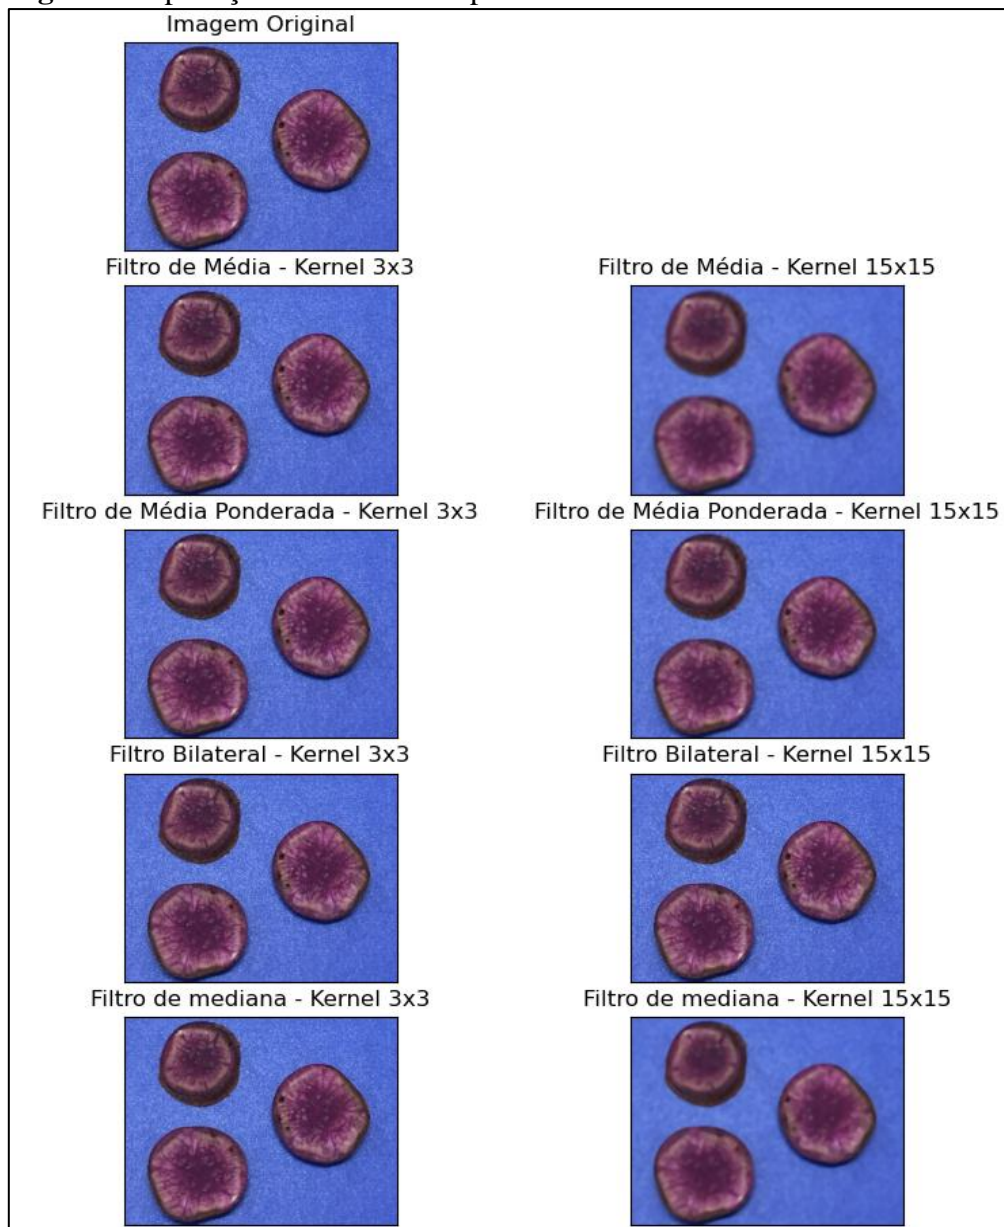 Imagem Original
Filtro de Média - Kernel 3x3
Filtro de Média - Kernel 15x15
Filtro de Média Ponderada - Kernel 3x3
Filtro de Média Ponderada - Kernel 15x15
Filtro Bilateral - Kernel 3x3
Filtro Bilateral - Kernel 15x15
Filtro de mediana - Kernel 3x3
Filtro de mediana - Kernel 15x15